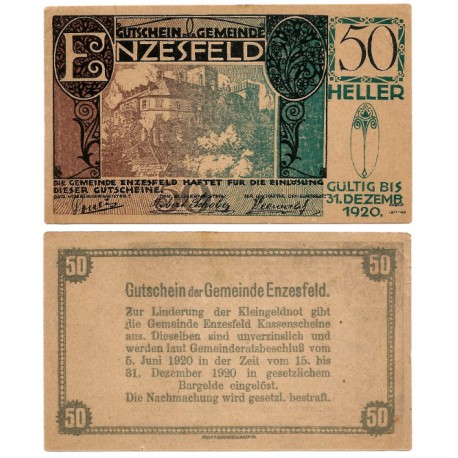 GUTSCHEIN DER GEMEINDE
ENZESFELD
50
HELLER
DIE GEMEINDE ENZESFELD HAFTET FÜR DIE EINLÖSUNG
DIESER GUTSCHEINE.
GÜLTIG BIS
31. DEZEMB.
1920.
50
50
Gutschein der Gemeinde Enzesfeld.
Zur Linderung der Kleingeldnot gibt
die Gemeinde Enzesfeld Kassenscheine
aus. Dieselben sind unverzinslich und
werden laut Gemeinderatsbeschluß vom
5. Juni 1920 in der Zeit vom 15. bis
31. Dezember 1920 in gesetzlichem
Bargelde eingelöst.
Die Nachmachung wird gesetzl. bestraft.
50
50